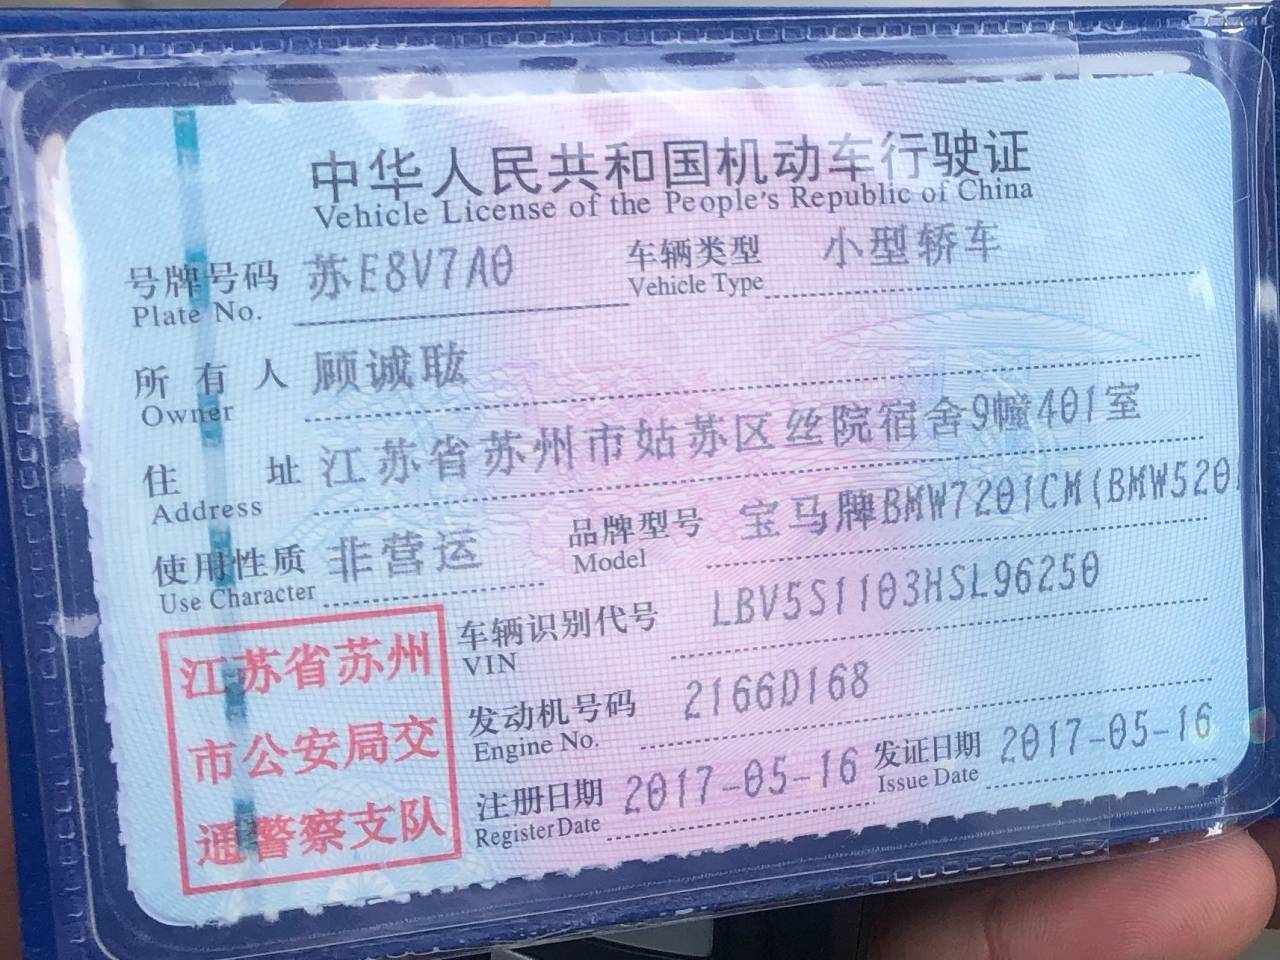 中华人民共和国机动车行驶证
Vehicle License of the People's Republic of China
号牌号码 苏E8V7A0 车辆类型 小型轿车
Plate No. Vehicle Type
所有人 顾诚聪
Owner
住址 江苏省苏州市姑苏区丝院宿舍9幢401室
Address
使用性质 非营运 品牌型号 宝马牌BMW7201CM(BMW520
Use Character Model
车辆识别代号 LBV5S1103HSL96250
VIN
发动机号码 2166D168
Engine No.
注册日期 2017-05-16 发证日期 2017-05-16
Register Date Issue Date
江苏省苏州
市公安局交
通警察支队